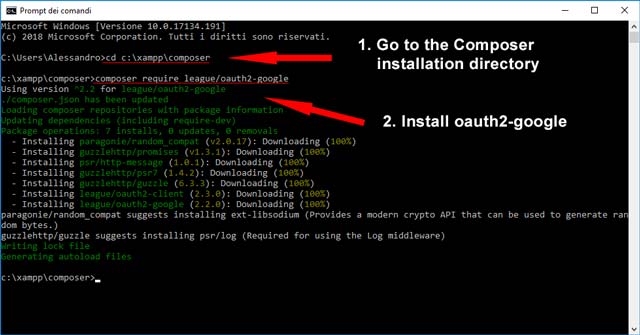 Prompt dei comandi
Microsoft Windows [Versione 10.0.17134.191]
(c) 2018 Microsoft Corporation. Tutti i diritti sono riservati.
C:\Users\Alessandro>cd c:\xampp\composer
1. Go to the Composer
installation directory
c:\xampp\composer>composer require league/oauth2-google
Using version ^2.2 for league/oauth2-google
./composer.json has been updated
Loading composer repositories with package information
Updating dependencies (including require-dev)
Package operations: 7 installs, 0 updates, 0 removals
2. Install oauth2-google
- Installing paragonie/random_compat (v2.0.17): Downloading (100%)
- Installing guzzlehttp/promises (v1.3.1): Downloading (100%)
- Installing psr/http-message (1.0.1): Downloading (100%)
- Installing guzzlehttp/psr7 (1.4.2): Downloading (100%)
- Installing guzzlehttp/guzzle (6.3.3): Downloading (100%)
- Installing league/oauth2-client (2.3.0): Downloading (100%)
- Installing league/oauth2-google (2.2.0): Downloading (100%)
paragonie/random_compat suggests installing ext-libsodium (Provides a modern crypto API that can be used to generate ran
dom bytes.)
guzzlehttp/guzzle suggests installing psr/log (Required for using the Log middleware)
Writing lock file
Generating autoload files
c:\xampp\composer>